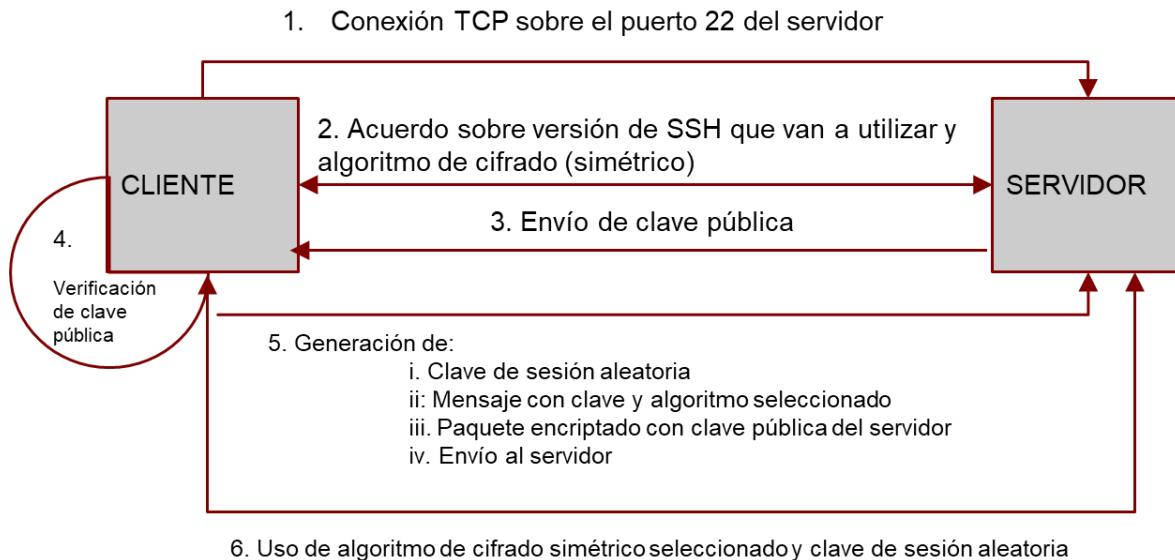 1. Conexión TCP sobre el puerto 22 del servidor
2. Acuerdo sobre versión de SSH que van a utilizar y
algoritmo de cifrado (simétrico)
CLIENTE
SERVIDOR
3. Envío de clave pública
4.
Verificación
de clave
pública
5. Generación de:
i. Clave de sesión aleatoria
ii: Mensaje con clave y algoritmo seleccionado
iii. Paquete encriptado con clave pública del servidor
iv. Envío al servidor
6. Uso de algoritmo de cifrado simétrico seleccionado y clave de sesión aleatoria